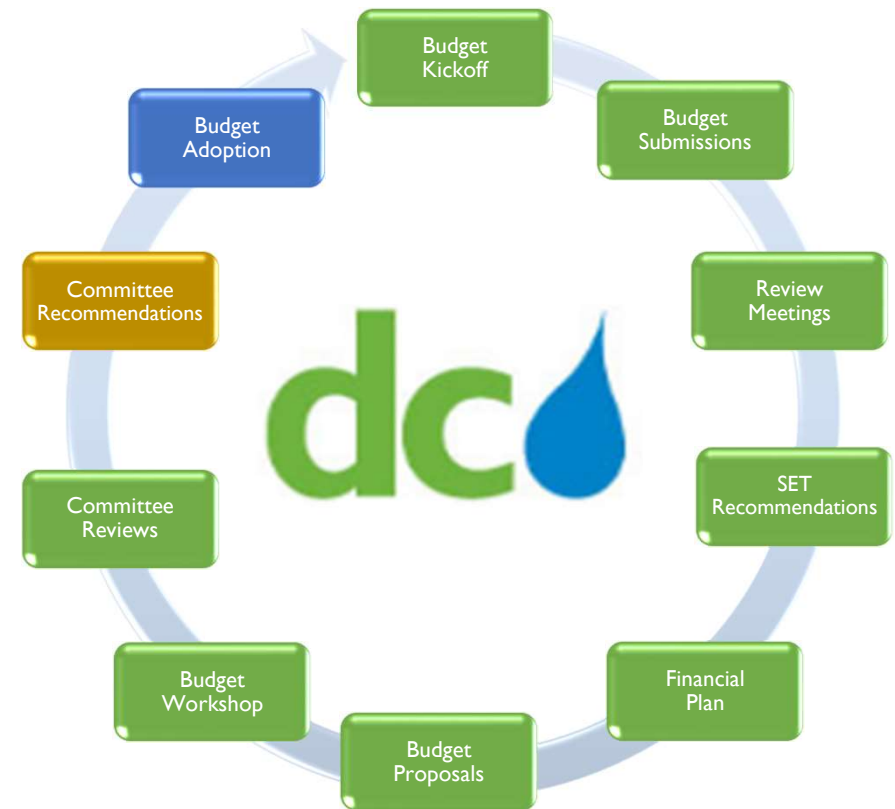 Budget
Kickoff
Budget
Submissions
Review
Meetings
SET
Recommendations
Financial
Plan
Budget
Proposals
Budget
Workshop
Committee
Reviews
Committee
Recommendations
Budget
Adoption
dc